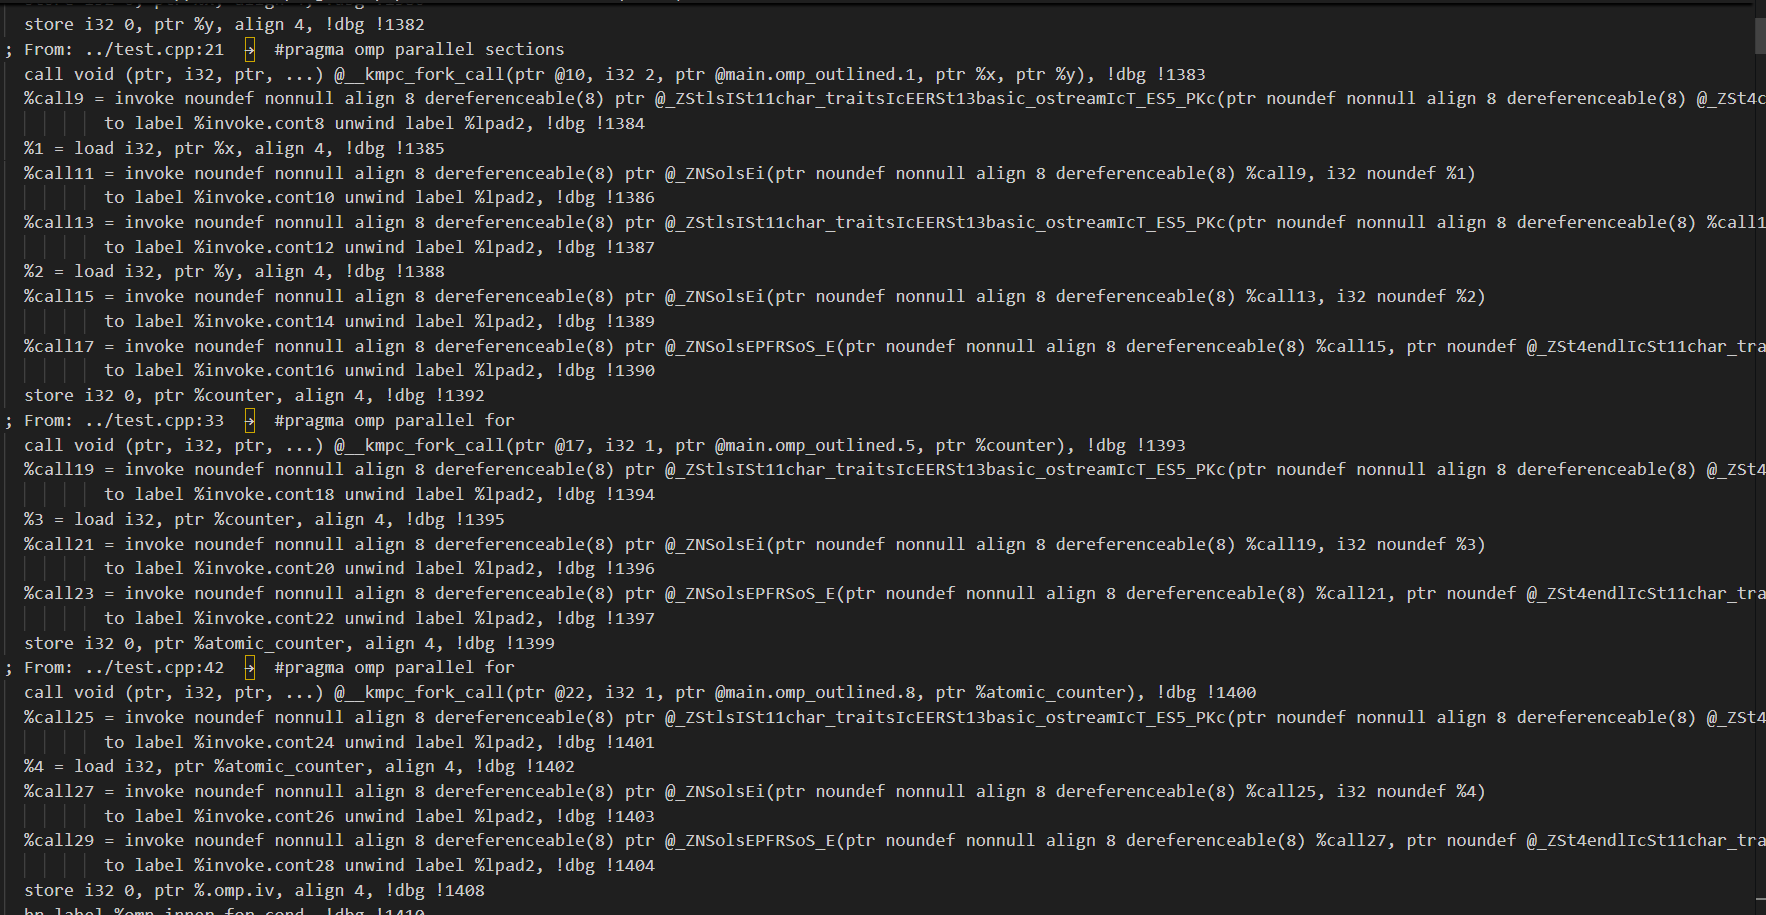 store i32 0, ptr %y, align 4, !dbg !1382
; From: ../test.cpp:21 → #pragma omp parallel sections
call void (ptr, i32, ptr, ...) @__kmpc_fork_call(ptr @10, i32 2, ptr @main.omp_outlined.1, ptr %x, ptr %y), !dbg !1383
%call9 = invoke noundef nonnull align 8 dereferenceable(8) ptr @_ZStlsISt11char_traitsIcEERSt13basic_ostreamIcT_ES5_PKc(ptr noundef nonnull align 8 dereferenceable(8) @_ZSt4c
to label %invoke.cont8 unwind label %lpad2, !dbg !1384
%1 = load i32, ptr %x, align 4, !dbg !1385
%call11 = invoke noundef nonnull align 8 dereferenceable(8) ptr @_ZNSolsEi(ptr noundef nonnull align 8 dereferenceable(8) %call9, i32 noundef %1)
to label %invoke.cont10 unwind label %lpad2, !dbg !1386
%call13 = invoke noundef nonnull align 8 dereferenceable(8) ptr @_ZStlsISt11char_traitsIcEERSt13basic_ostreamIcT_ES5_PKc(ptr noundef nonnull align 8 dereferenceable(8) %call1
to label %invoke.cont12 unwind label %lpad2, !dbg !1387
%2 = load i32, ptr %y, align 4, !dbg !1388
%call15 = invoke noundef nonnull align 8 dereferenceable(8) ptr @_ZNSolsEi(ptr noundef nonnull align 8 dereferenceable(8) %call13, i32 noundef %2)
to label %invoke.cont14 unwind label %lpad2, !dbg !1389
%call17 = invoke noundef nonnull align 8 dereferenceable(8) ptr @_ZNSolsEPFRSoS_E(ptr noundef nonnull align 8 dereferenceable(8) %call15, ptr noundef @_ZSt4endlIcSt11char_tra
to label %invoke.cont16 unwind label %lpad2, !dbg !1390
store i32 0, ptr %counter, align 4, !dbg !1392
; From: ../test.cpp:33 → #pragma omp parallel for
call void (ptr, i32, ptr, ...) @__kmpc_fork_call(ptr @17, i32 1, ptr @main.omp_outlined.5, ptr %counter), !dbg !1393
%call19 = invoke noundef nonnull align 8 dereferenceable(8) ptr @_ZStlsISt11char_traitsIcEERSt13basic_ostreamIcT_ES5_PKc(ptr noundef nonnull align 8 dereferenceable(8) @_ZSt4
to label %invoke.cont18 unwind label %lpad2, !dbg !1394
%3 = load i32, ptr %counter, align 4, !dbg !1395
%call21 = invoke noundef nonnull align 8 dereferenceable(8) ptr @_ZNSolsEi(ptr noundef nonnull align 8 dereferenceable(8) %call19, i32 noundef %3)
to label %invoke.cont20 unwind label %lpad2, !dbg !1396
%call23 = invoke noundef nonnull align 8 dereferenceable(8) ptr @_ZNSolsEPFRSoS_E(ptr noundef nonnull align 8 dereferenceable(8) %call21, ptr noundef @_ZSt4endlIcSt11char_tra
to label %invoke.cont22 unwind label %lpad2, !dbg !1397
store i32 0, ptr %atomic_counter, align 4, !dbg !1399
; From: ../test.cpp:42 → #pragma omp parallel for
call void (ptr, i32, ptr, ...) @__kmpc_fork_call(ptr @22, i32 1, ptr @main.omp_outlined.8, ptr %atomic_counter), !dbg !1400
%call25 = invoke noundef nonnull align 8 dereferenceable(8) ptr @_ZStlsISt11char_traitsIcEERSt13basic_ostreamIcT_ES5_PKc(ptr noundef nonnull align 8 dereferenceable(8) @_ZSt4
to label %invoke.cont24 unwind label %lpad2, !dbg !1401
%4 = load i32, ptr %atomic_counter, align 4, !dbg !1402
%call27 = invoke noundef nonnull align 8 dereferenceable(8) ptr @_ZNSolsEi(ptr noundef nonnull align 8 dereferenceable(8) %call25, i32 noundef %4)
to label %invoke.cont26 unwind label %lpad2, !dbg !1403
%call29 = invoke noundef nonnull align 8 dereferenceable(8) ptr @_ZNSolsEPFRSoS_E(ptr noundef nonnull align 8 dereferenceable(8) %call27, ptr noundef @_ZSt4endlIcSt11char_tra
to label %invoke.cont28 unwind label %lpad2, !dbg !1404
store i32 0, ptr %.omp.iv, align 4, !dbg !1408
br label %omp.inner.for.cond, !dbg !1410